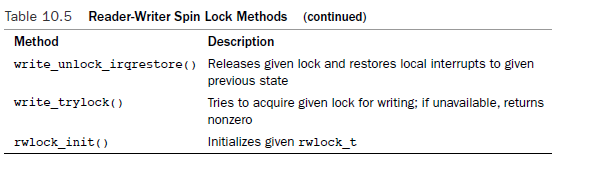 Table 10.5 Reader-Writer Spin Lock Methods (continued)
Method Description
write_unlock_irqrestore() Releases given lock and restores local interrupts to given
previous state
write_trylock() Tries to acquire given lock for writing; if unavailable, returns
nonzero
rwlock_init() Initializes given rwlock_t